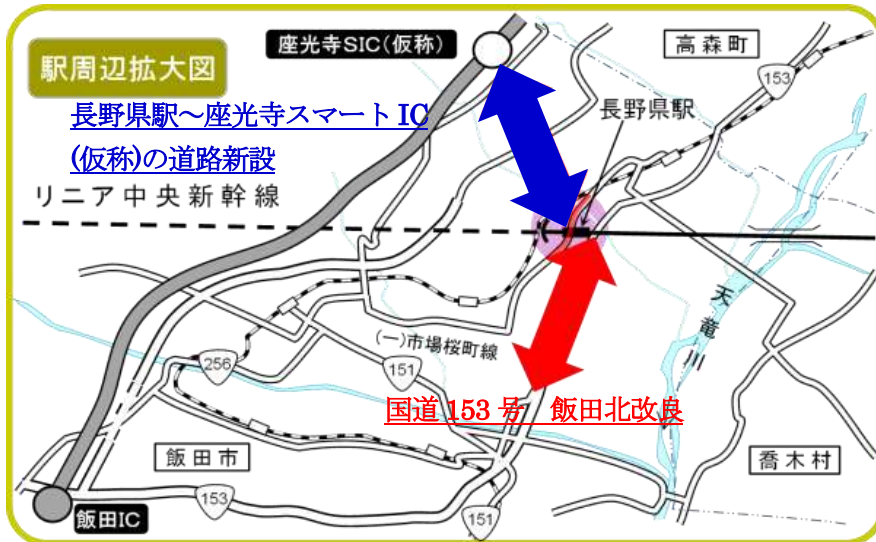 座光寺SIC(仮称)
高森町
駅周辺拡大図
153
長野県駅～座光寺スマートIC
(仮称)の道路新設
長野県駅
リニア中央新幹線
天竜川
(一)市場桜町線
256
151
国道153号　飯田北改良
飯田市
喬木村
153
飯田IC
151